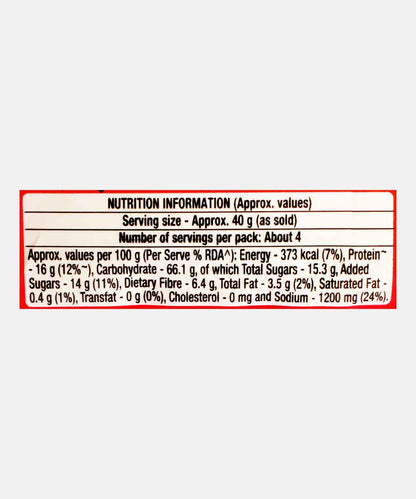 NUTRITION INFORMATION (Approx. values)
Serving size - Approx. 40 g (as sold)
Number of servings per pack: About 4
Approx. values per 100 g (Per Serve % RDA^): Energy - 373 kcal (7%), Protein~
- 16 g (12%~), Carbohydrate - 66.1 g, of which Total Sugars - 15.3 g, Added
Sugars - 14 g (11%), Dietary Fibre - 6.4 g, Total Fat - 3.5 g (2%), Saturated Fat -
0.4 g (1%), Transfat - 0 g (0%), Cholesterol - 0 mg and Sodium - 1200 mg (24%).